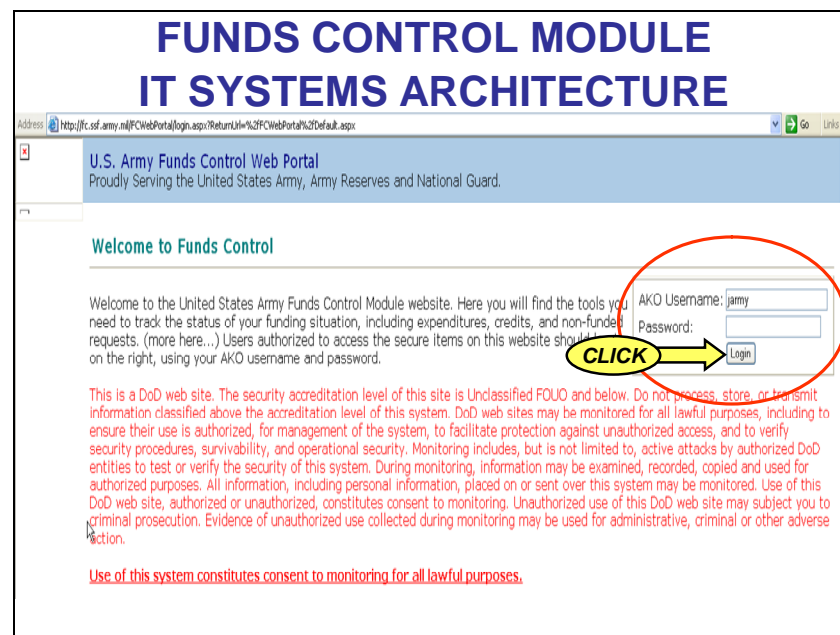 FUNDS CONTROL MODULE
IT SYSTEMS ARCHITECTURE
Address http://fc.ssf.army.mil/FCWebPortal/login.aspx?ReturnUrl=%2fFCWebPortal%2fDefault.aspx Go Links
U.S. Army Funds Control Web Portal
Proudly Serving the United States Army, Army Reserves and National Guard.
Welcome to Funds Control
Welcome to the United States Army Funds Control Module website. Here you will find the tools you
need to track the status of your funding situation, including expenditures, credits, and non-funded
requests. (more here...) Users authorized to access the secure items on this website should
on the right, using your AKO username and password.
AKO Username: jarmy
Password:
CLICK
Login
This is a DoD web site. The security accreditation level of this site is Unclassified FOUO and below. Do not process, store, or transmit
information classified above the accreditation level of this system. DoD web sites may be monitored for all lawful purposes, including to
ensure their use is authorized, for management of the system, to facilitate protection against unauthorized access, and to verify
security procedures, survivability, and operational security. Monitoring includes, but is not limited to, active attacks by authorized DoD
entities to test or verify the security of this system. During monitoring, information may be examined, recorded, copied and used for
authorized purposes. All information, including personal information, placed on or sent over this system may be monitored. Use of this
DoD web site, authorized or unauthorized, constitutes consent to monitoring. Unauthorized use of this DoD web site may subject you to
criminal prosecution. Evidence of unauthorized use collected during monitoring may be used for administrative, criminal or other adverse
action.
Use of this system constitutes consent to monitoring for all lawful purposes.